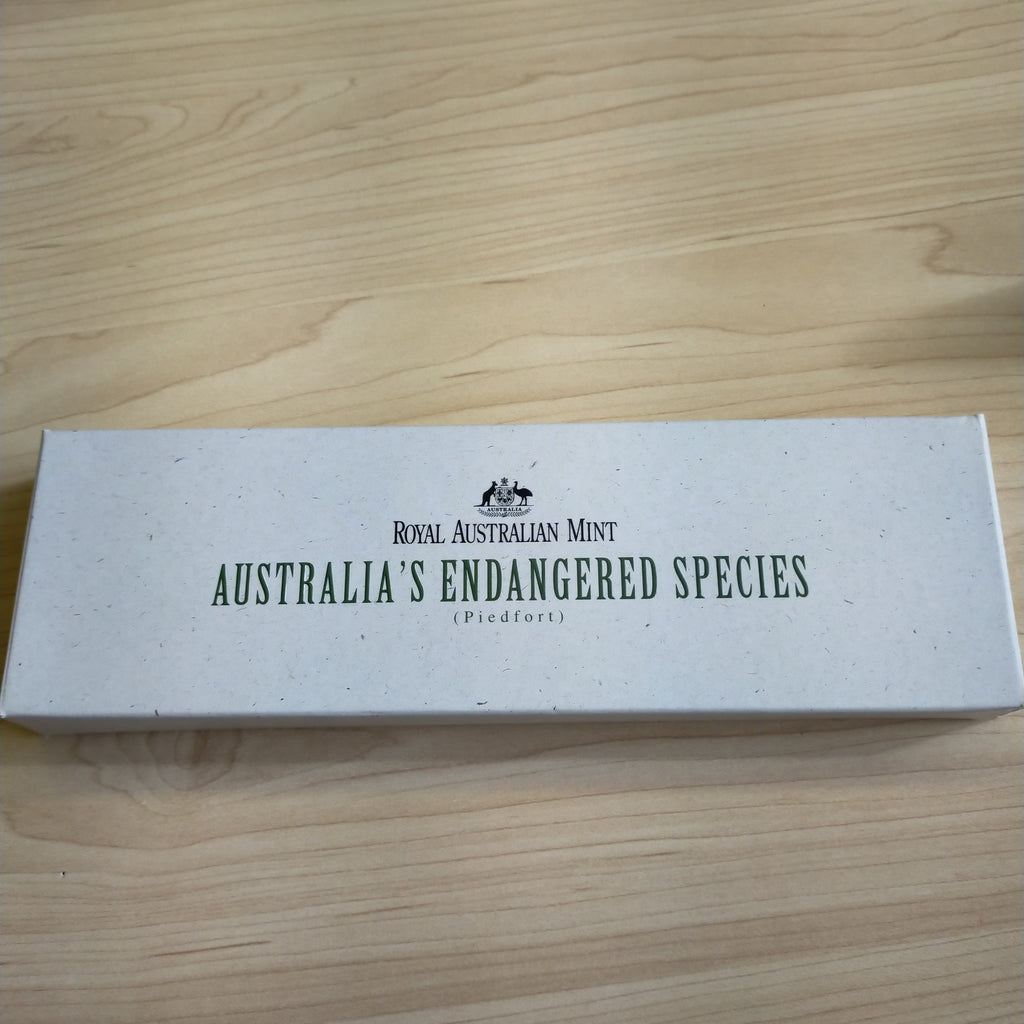 AUSTRALIA
ROYAL AUSTRALIAN MINT
AUSTRALIA'S ENDANGERED SPECIES
(Piedfort)